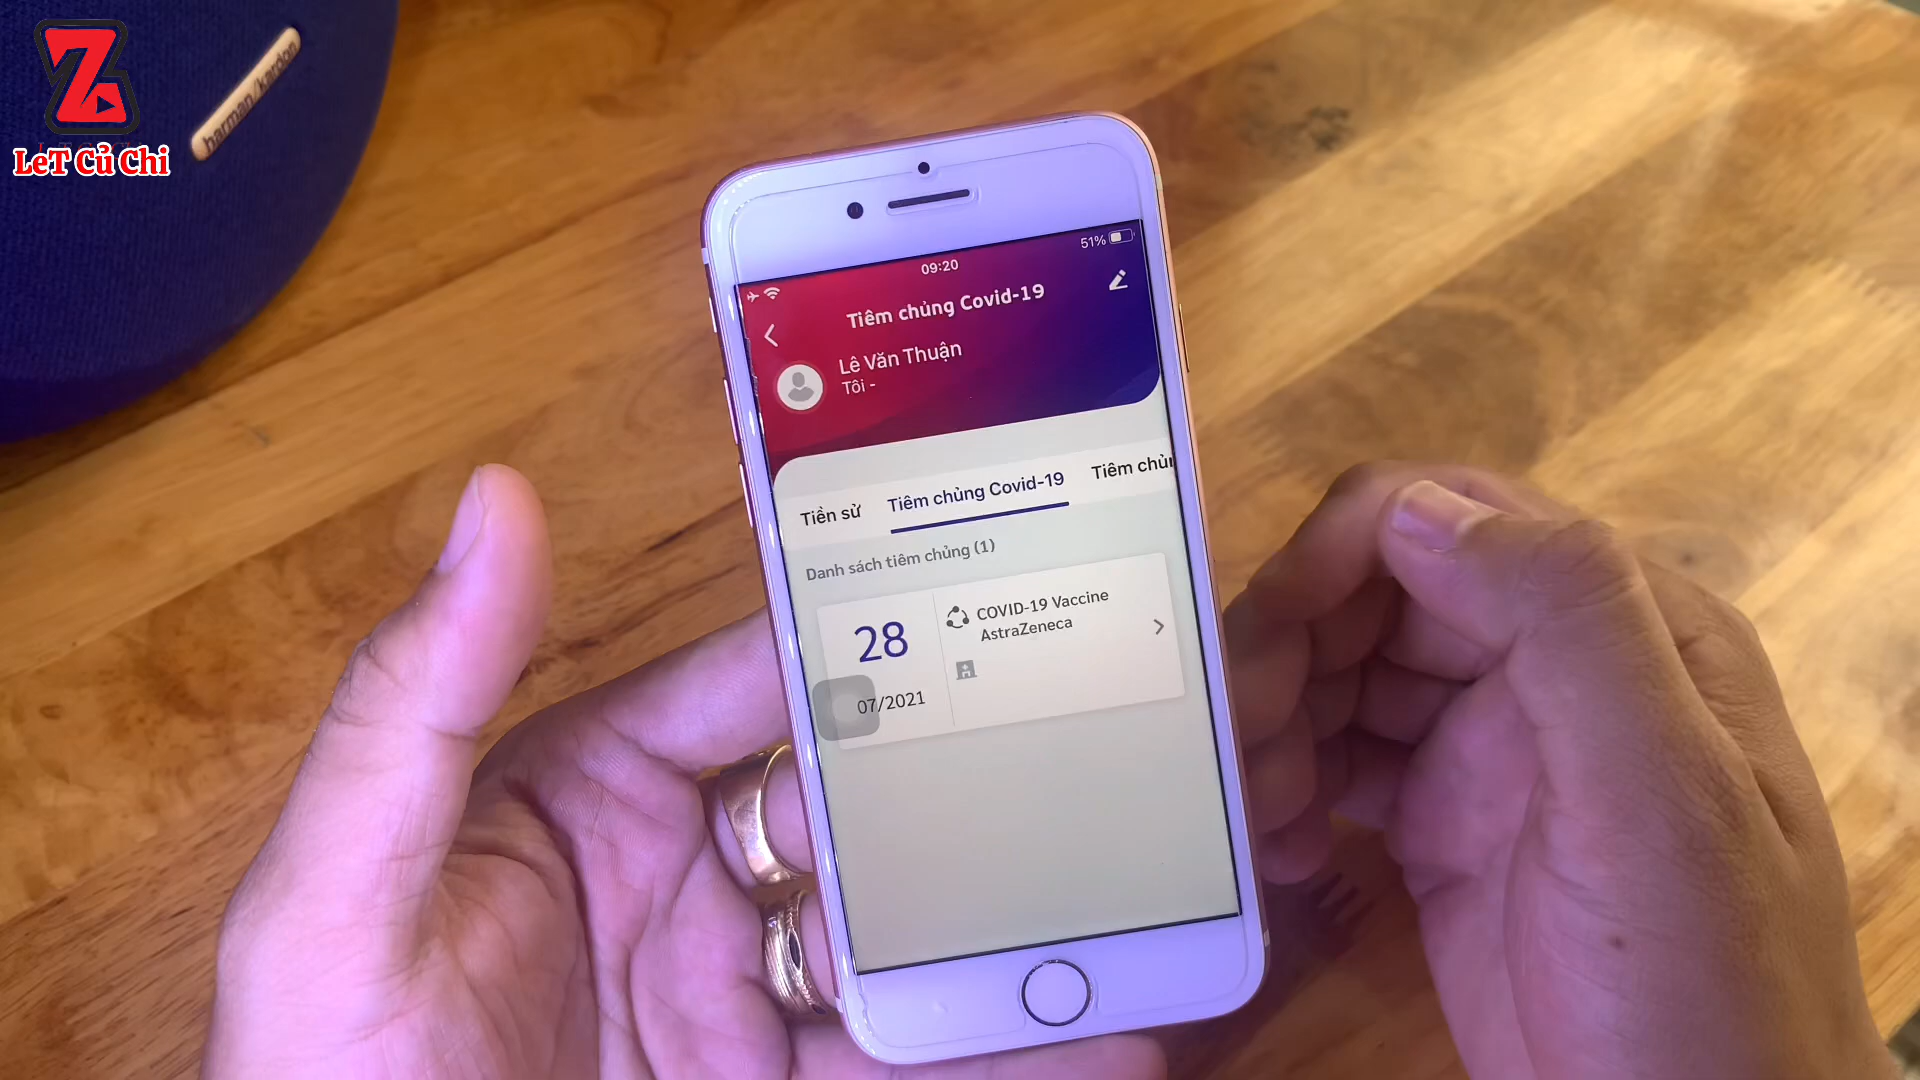 Z
LeT Củ Chi
harman/kardon
51%
09:20
Tiêm chủng Covid-19
Lê Văn Thuận
Tôi -
Tiền sử
Tiêm chủng Covid-19
Tiêm
Danh sách tiêm chủng (1)
28
07/2021
COVID-19 Vaccine
AstraZeneca